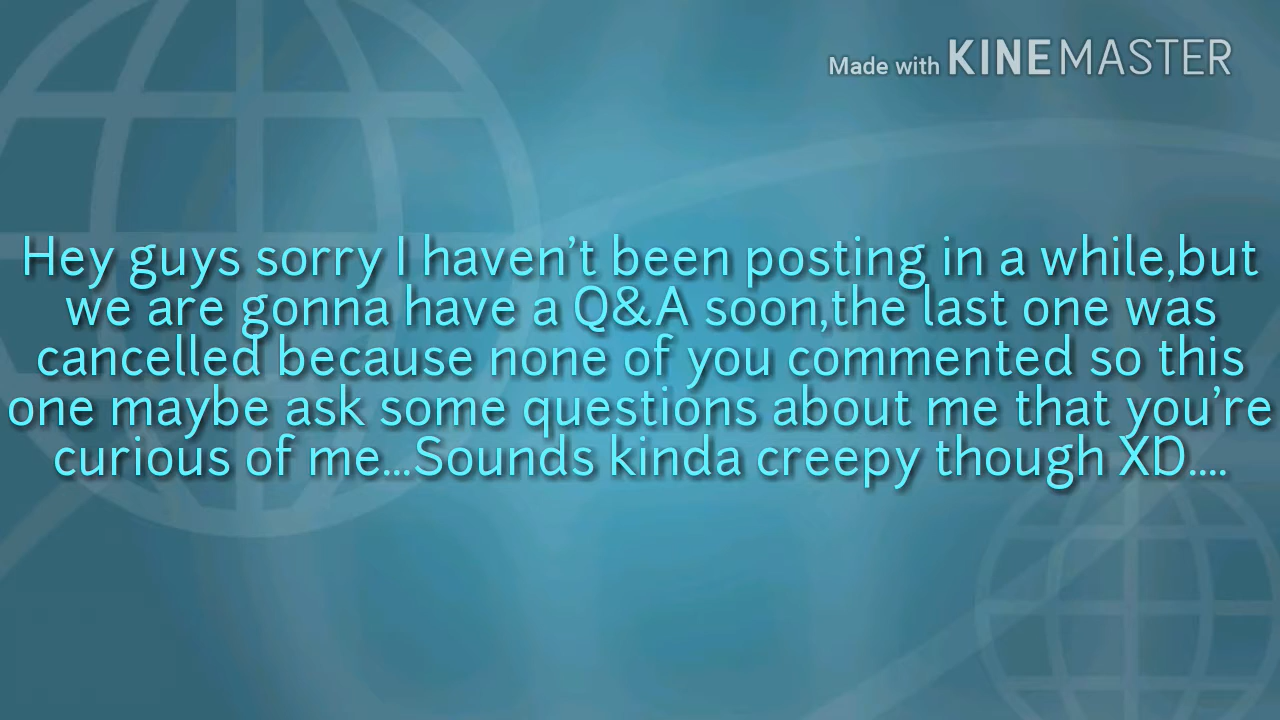 Made with KINEMASTER
Hey guys sorry I haven't been posting in a while,but
we are gonna have a Q&A soon,the last one was
cancelled because none of you commented so this
one maybe ask some questions about me that you're
curious of me...Sounds kinda creepy though XD....